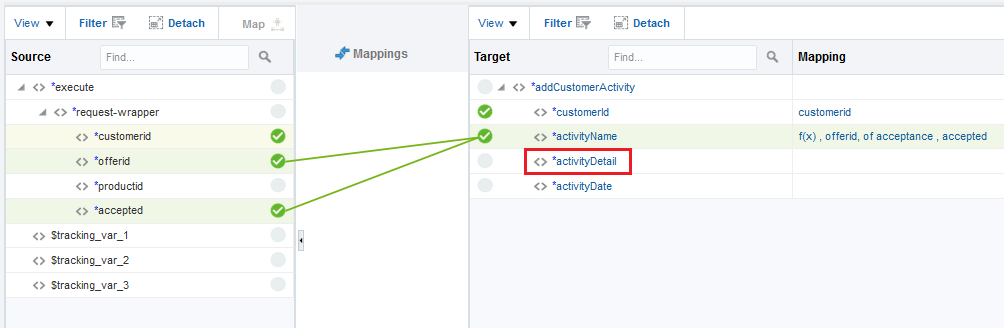 View Filter Detach Map
Source Find...
*execute
*request-wrapper
*customerid
*offerid
*productid
*accepted
$tracking_var_1
$tracking_var_2
$tracking_var_3
Mappings
View Filter Detach
Target Find... Mapping
*addCustomerActivity
*customerId customerid
*activityName f(x) , offerid, of acceptance , accepted
*activityDetail
*activityDate